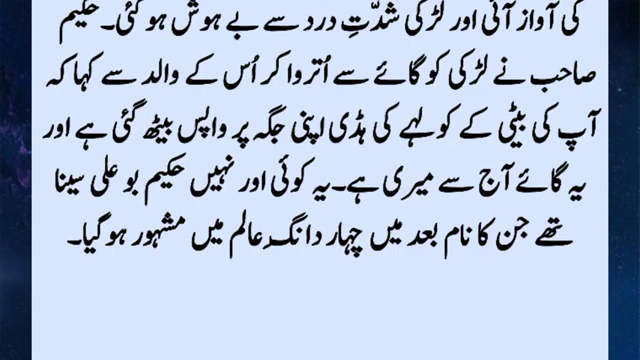 کی آواز آئی اور لڑکی شدّتِ درد سے بے ہوش ہو گئی۔ حکیم
صاحب نے لڑکی کو گائے سے اُتروا کر اُس کے والد سے کہا کہ
آپ کی بیٹی کے کولہے کی ہڈی اپنی جگہ پر واپس بیٹھ گئی ہے اور
یہ گائے آج سے میری ہے۔ یہ کوئی اور نہیں حکیم بو علی سینا
تھے جن کا نام بعد میں چہار دانگِ عالم میں مشہور ہو گیا۔